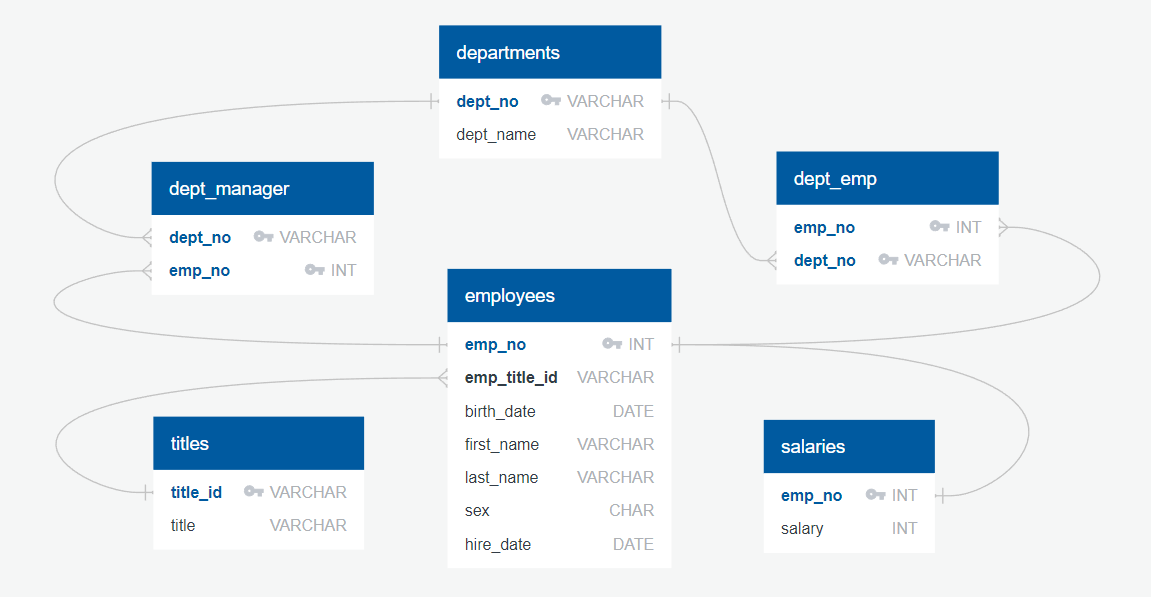 departments
dept_no VARCHAR
dept_name VARCHAR
dept_manager
dept_no VARCHAR
emp_no INT
dept_emp
emp_no INT
dept_no VARCHAR
employees
emp_no INT
emp_title_id VARCHAR
birth_date DATE
first_name VARCHAR
last_name VARCHAR
sex CHAR
hire_date DATE
titles
title_id VARCHAR
title VARCHAR
salaries
emp_no INT
salary INT